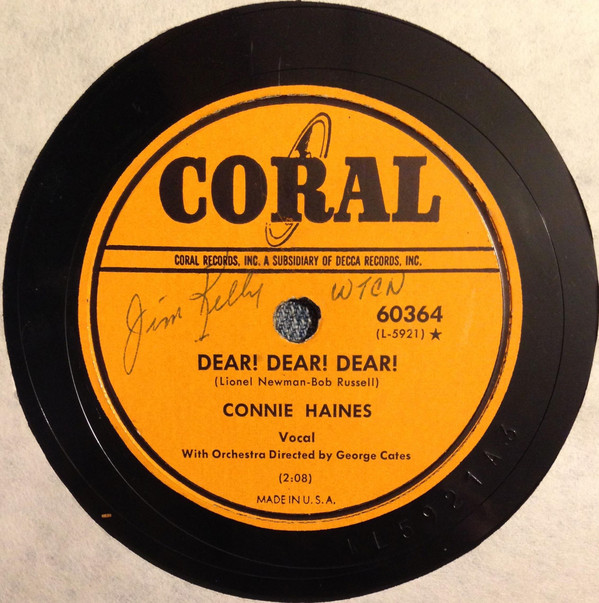 CORAL
CORAL RECORDS, INC. A SUBSIDIARY OF DECCA RECORDS, INC.
Jim Kelly WTCN
60364
(L-5921) ★
DEAR! DEAR! DEAR!
(Lionel Newman-Bob Russell)
CONNIE HAINES
Vocal
With Orchestra Directed by George Cates
(2:08)
MADE IN U. S. A.